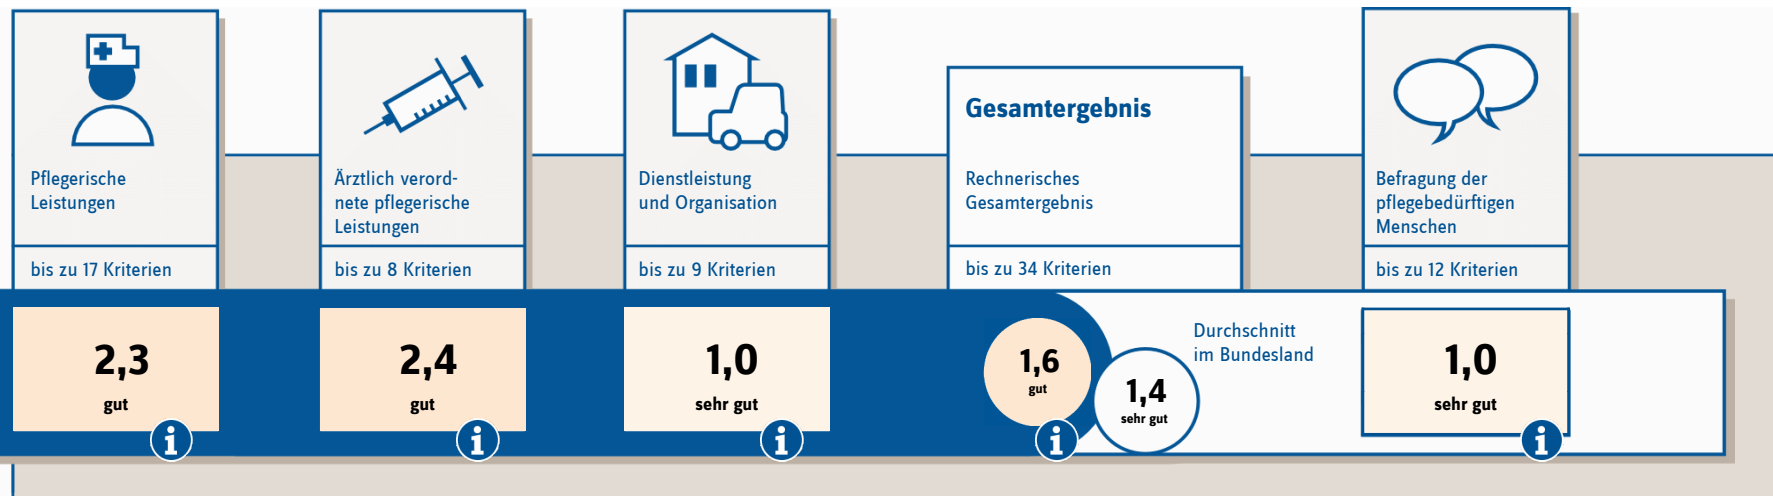 Pflegerische
Leistungen
bis zu 17 Kriterien
2,3
gut
i
Ärztlich verord-
nete pflegerische
Leistungen
bis zu 8 Kriterien
2,4
gut
i
Dienstleistung
und Organisation
bis zu 9 Kriterien
1,0
sehr gut
i
Gesamtergebnis
Rechnerisches
Gesamtergebnis
bis zu 34 Kriterien
1,6
gut
i
1,4
sehr gut
Durchschnitt
im Bundesland
Befragung der
pflegebedürftigen
Menschen
bis zu 12 Kriterien
1,0
sehr gut
i